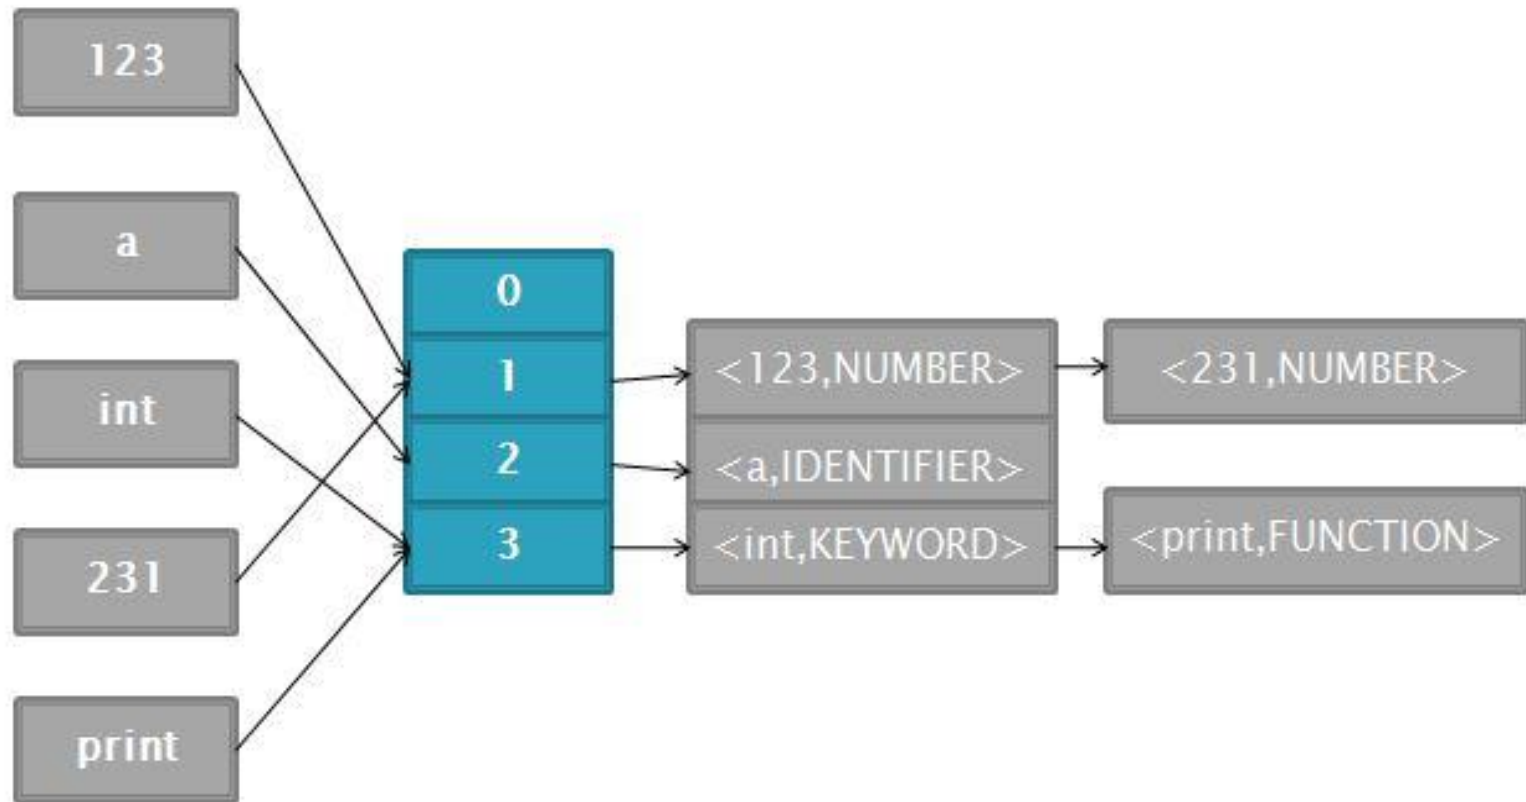 123
a
int
231
print
0
1
2
3
<123,NUMBER>
<a,IDENTIFIER>
<int,KEYWORD>
<231,NUMBER>
<print,FUNCTION>